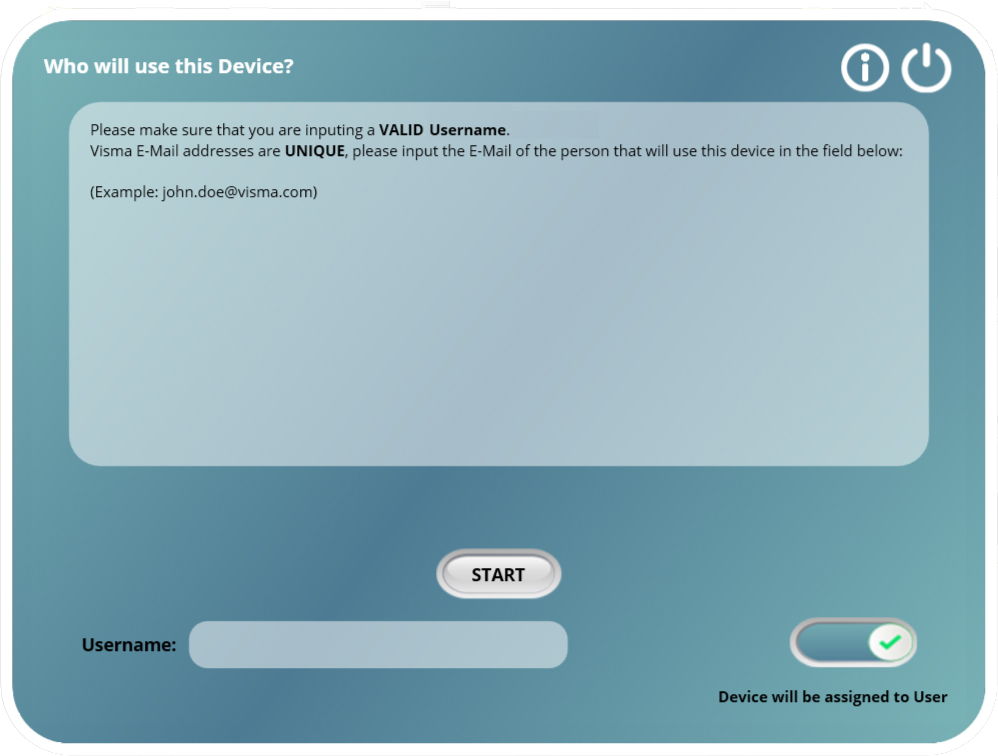 Who will use this Device?
Please make sure that you are inputing a VALID Username.
Visma E-Mail addresses are UNIQUE, please input the E-Mail of the person that will use this device in the field below:
(Example: john.doe@visma.com)
START
Username:
Device will be assigned to User